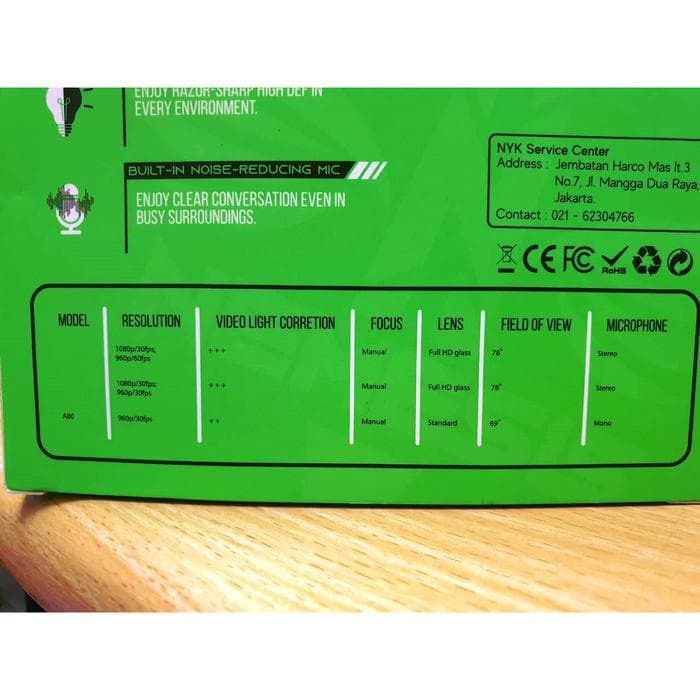 ENJOY RAZOR-SHARP HIGH DEF IN
EVERY ENVIRONMENT.
BUILT-IN NOISE-REDUCING MIC
ENJOY CLEAR CONVERSATION EVEN IN
BUSY SURROUNDINGS.
NYK Service Center
Address : Jembatan Harco Mas lt.3
No.7, Jl. Mangga Dua Raya,
Jakarta.
Contact : 021 - 62304766
CE FC RoHS
MODEL RESOLUTION VIDEO LIGHT CORRETION FOCUS LENS FIELD OF VIEW MICROPHONE
1080p/30fps; +++ Manual Full HD glass 78° Stereo
960p/60fps
1080p/30fps; +++ Manual Full HD glass 78° Stereo
960p/30fps
A80 960p/30fps ++ Manual Standard 69° Mono